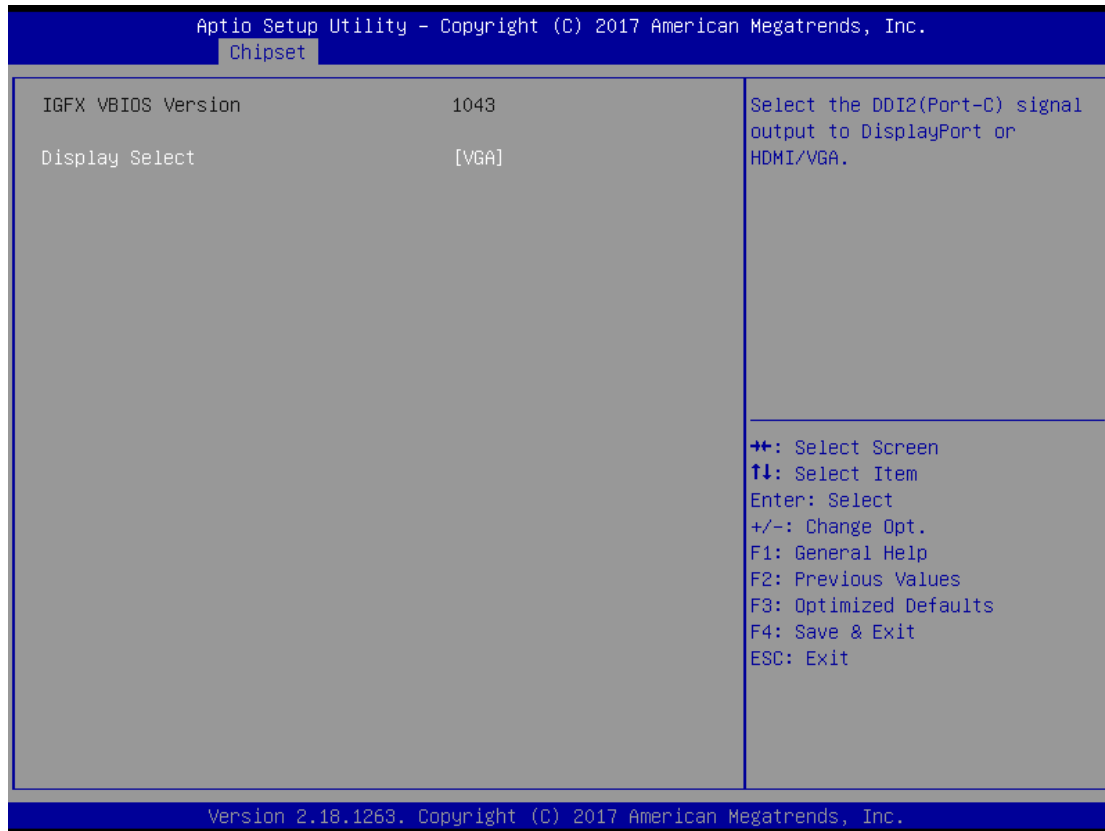 Aptio Setup Utility – Copyright (C) 2017 American Megatrends, Inc.
Chipset
IGFX VBIOS Version 1043
Display Select [VGA]
Select the DDI2(Port-C) signal
output to DisplayPort or
HDMI/VGA.
→←: Select Screen
↑↓: Select Item
Enter: Select
+/-: Change Opt.
F1: General Help
F2: Previous Values
F3: Optimized Defaults
F4: Save & Exit
ESC: Exit
Version 2.18.1263. Copyright (C) 2017 American Megatrends, Inc.